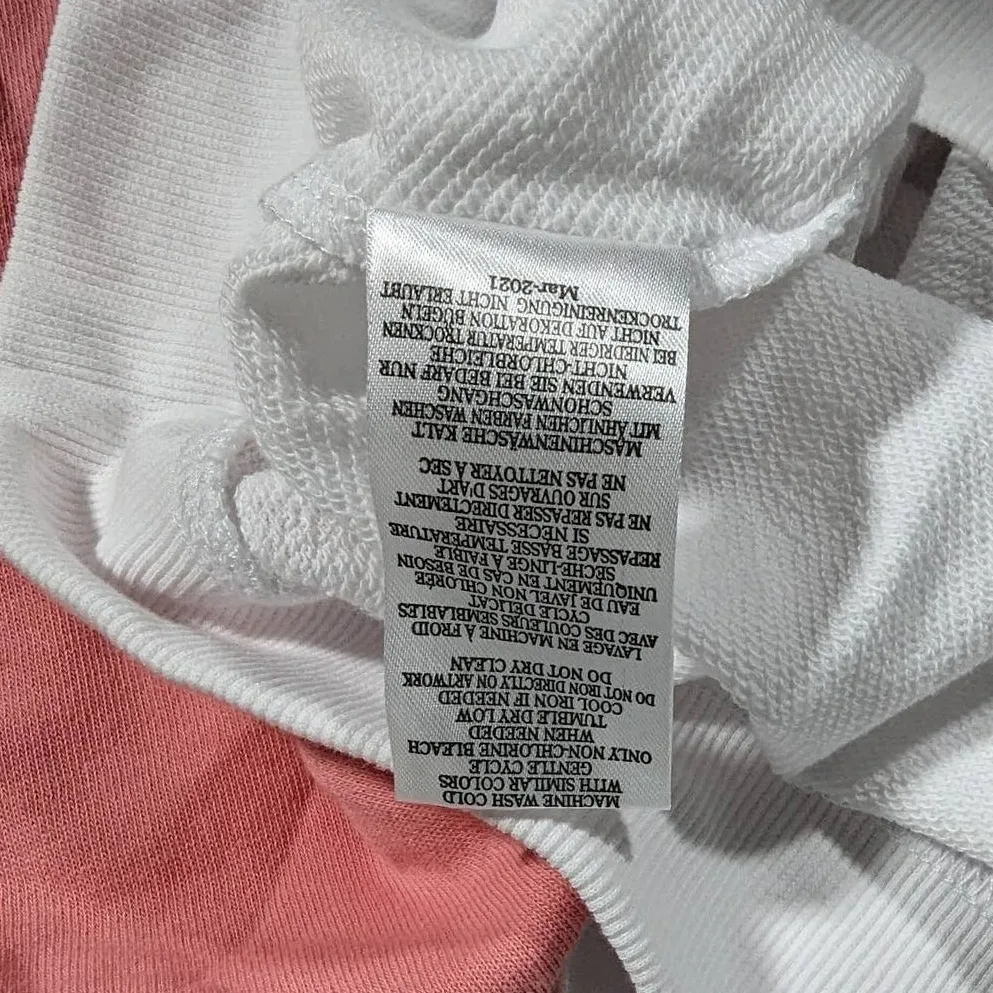 MACHINE WASH COLD
WITH SIMILAR COLORS
GENTLE CYCLE
ONLY NON-CHLORINE BLEACH
WHEN NEEDED
TUMBLE DRY LOW
COOL IRON IF NEEDED
DO NOT IRON DIRECTLY ON ARTWORK
DO NOT DRY CLEAN
LAVAGE EN MACHINE À FROID
AVEC DES COULEURS SEMBLABLES
CYCLE DÉLICAT
EAU DE JAVEL NON CHLORÉE
UNIQUEMENT EN CAS DE BESOIN
SÈCHE-LINGE À FAIBLE
REPASSAGE BASSE TEMPÉRATURE
SI NÉCESSAIRE
NE PAS REPASSER DIRECTEMENT
SUR OUVRAGES D'ART
NE PAS NETTOYER À SEC
MASCHINENWÄSCHE KALT
MIT ÄHNLICHEN FARBEN WASCHEN
SCHONWASCHGANG
VERWENDEN SIE BEI BEDARF NUR
NICHT-CHLORBLEICHE
BEI NIEDRIGER TEMPERATUR TROCKNEN
NICHT AUF DEKORATION BÜGELN
TROCKENREINIGUNG NICHT ERLAUBT
Mar-2021